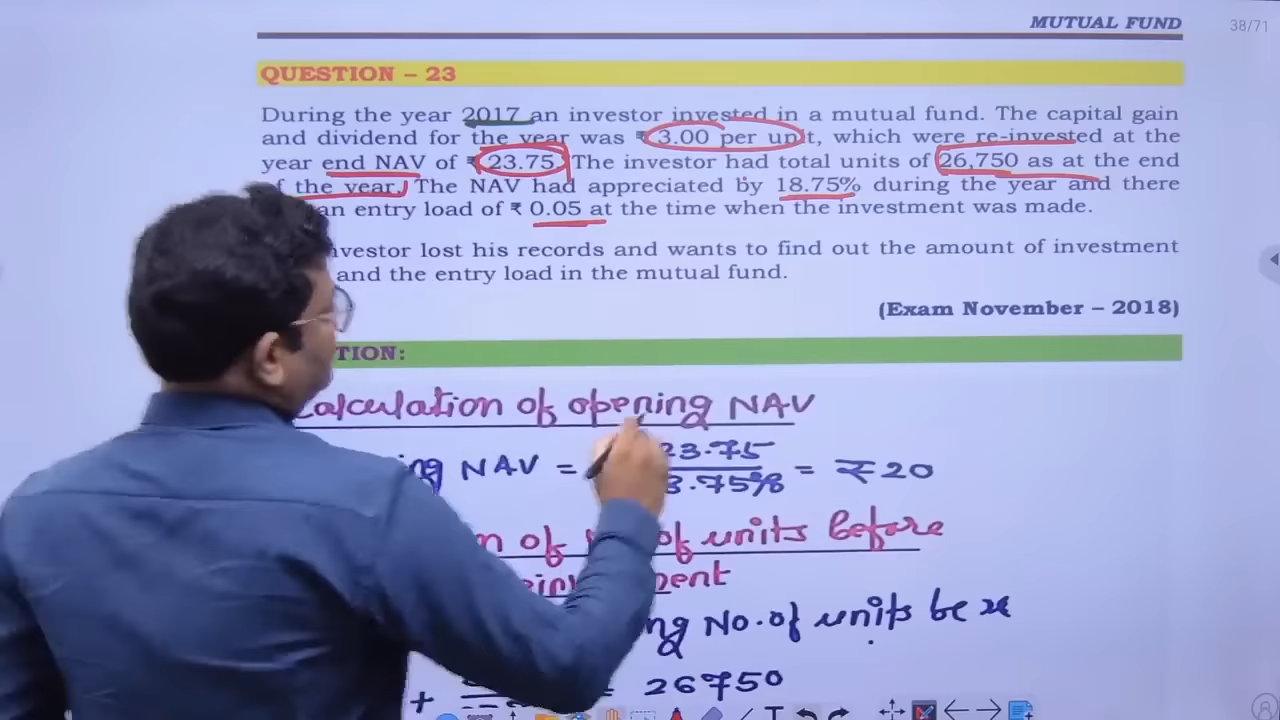 MUTUAL FUND
38/71
QUESTION – 23
During the year 2017 an investor invested in a mutual fund. The capital gain
and dividend for the year was ₹ 3.00 per unit, which were re-invested at the
year end NAV of ₹ 23.75 The investor had total units of 26,750 as at the end
the year. The NAV had appreciated by 18.75% during the year and there
an entry load of ₹ 0.05 at the time when the investment was made.
lost his records and wants to find out the amount of investment
and the entry load in the mutual fund.
(Exam November – 2018)
Calculation of opening NAV
NAV = 23.75 = ₹20
of units before
No. of units be x
+ = 26750